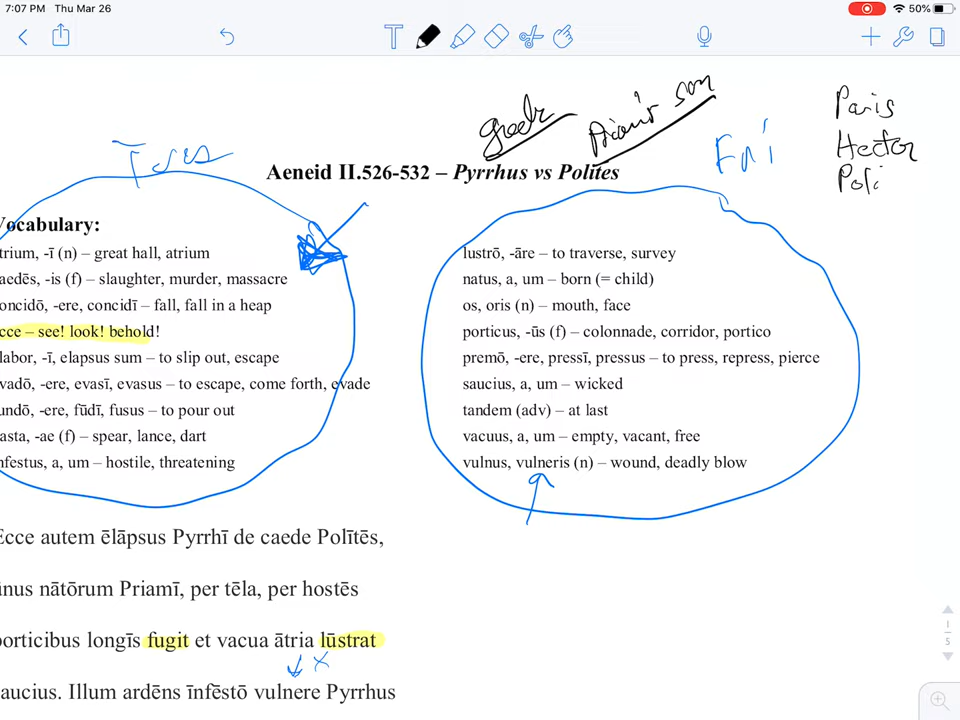 7:07 PM Thu Mar 26
50%
T
greek
Priam's son
Paris
Hector
Poli
Aeneid II.526-532 – Pyrrhus vs Polites
Vocabulary:
trium, -ī (n) – great hall, atrium
aedēs, -is (f) – slaughter, murder, massacre
oncidō, -ere, concidī – fall, fall in a heap
cce – see! look! behold!
labor, -ī, elapsus sum – to slip out, escape
vadō, -ere, evasī, evasus – to escape, come forth, evade
undō, -ere, fūdī, fusus – to pour out
asta, -ae (f) – spear, lance, dart
nfestus, a, um – hostile, threatening
lustrō, -āre – to traverse, survey
natus, a, um – born (= child)
os, oris (n) – mouth, face
porticus, -ūs (f) – colonnade, corridor, portico
premō, -ere, pressī, pressus – to press, repress, pierce
saucius, a, um – wicked
tandem (adv) – at last
vacuus, a, um – empty, vacant, free
vulnus, vulneris (n) – wound, deadly blow
Ecce autem ēlāpsus Pyrrhī de caede Polītēs,
ūnus nātōrum Priamī, per tēla, per hostēs
porticibus longīs fugit et vacua ātria lūstrat
aucius. Illum ardēns īnfēstō vulnere Pyrrhus
1
5